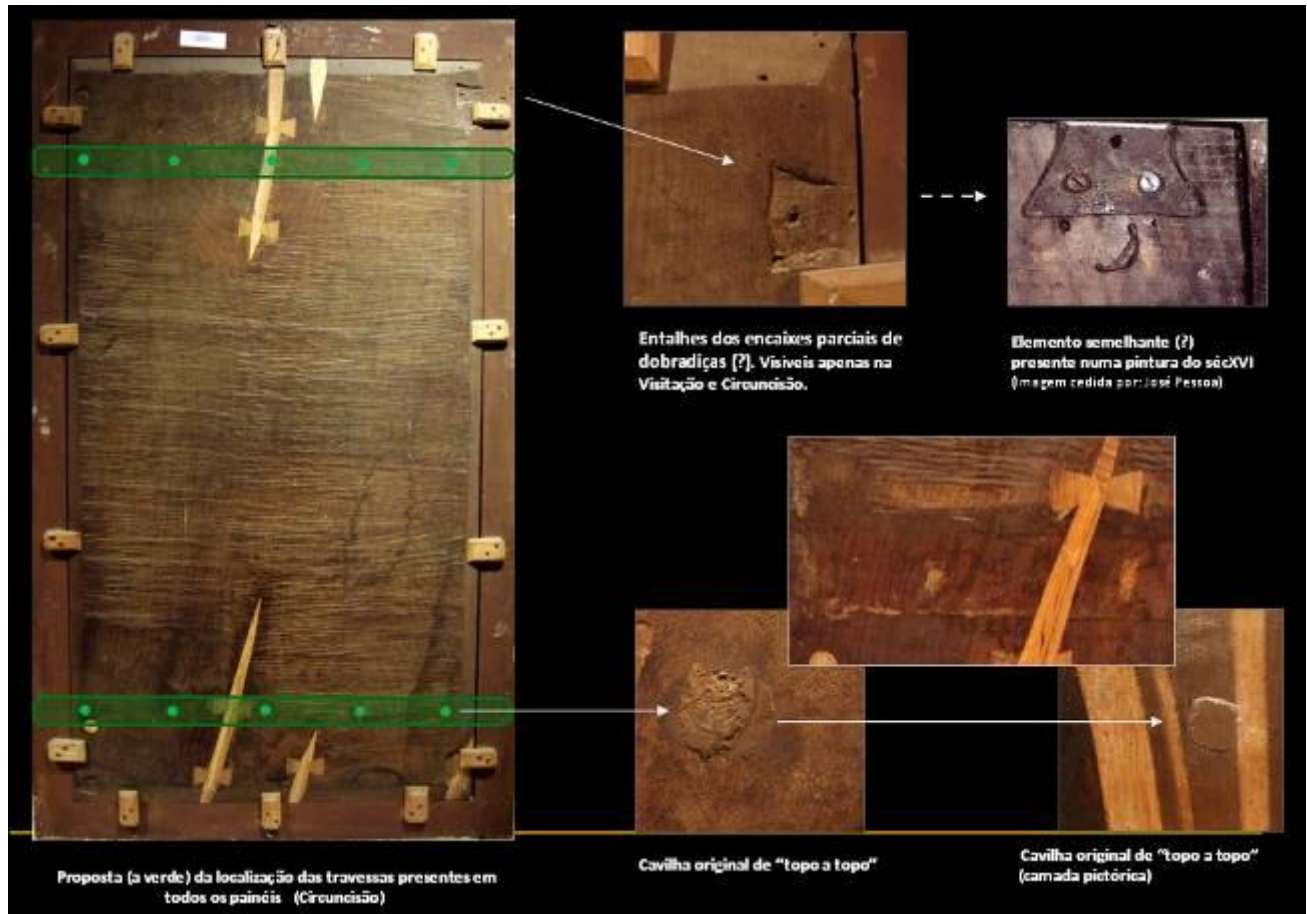 Entalhes dos encaixes parciais de
dobradiças [?]. Visíveis apenas na
Visitação e Circuncisão.
Elemento semelhante (?)
presente numa pintura do sécXVI
(Imagem cedida por: José Pessoa)
Proposta (a verde) da localização das travessas presentes em
todos os painéis (Circuncisão)
Cavilha original de “topo a topo”
Cavilha original de “topo a topo”
(camada pictórica)